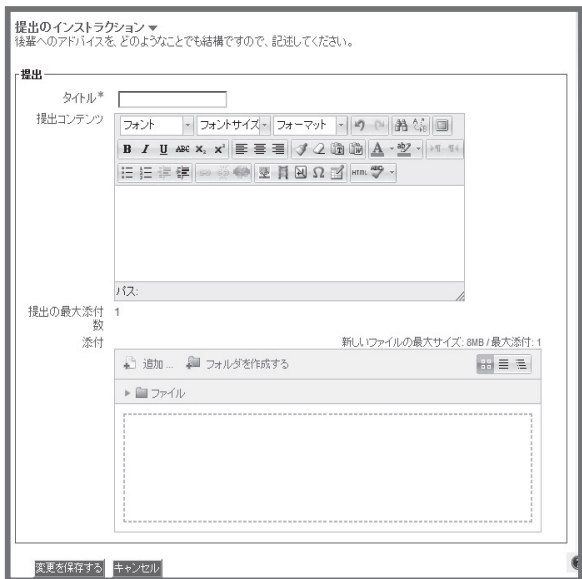 提出のインストラクション
後輩へのアドバイスを、どのようなことでも結構ですので、記述してください。
提出
タイトル*
提出コンテンツ
フォント フォントサイズ フォーマット
B I U ABC x₂ x² A ab
HTML ABC
パス:
提出の最大添付数 1
添付
新しいファイルの最大サイズ: 8MB / 最大添付: 1
追加... フォルダを作成する
ファイル
変更を保存する キャンセル